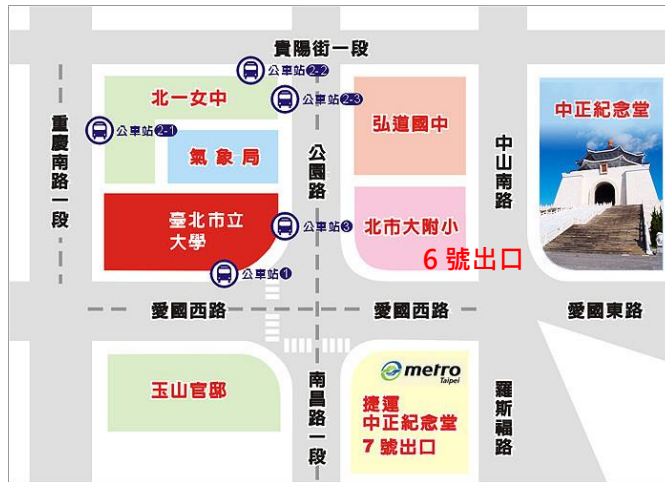 貴陽街一段
公車站2-2
北一女中
公車站2-3
中正紀念堂
重慶南路一段
公車站2-1
弘道國中
氣象局
公園路
中山南路
臺北市立
大學
公車站3
北市大附小
6 號出口
公車站1
愛國西路
愛國西路
愛國東路
玉山官邸
南昌路一段
metro
Taipei
捷運
中正紀念堂
7 號出口
羅斯福路